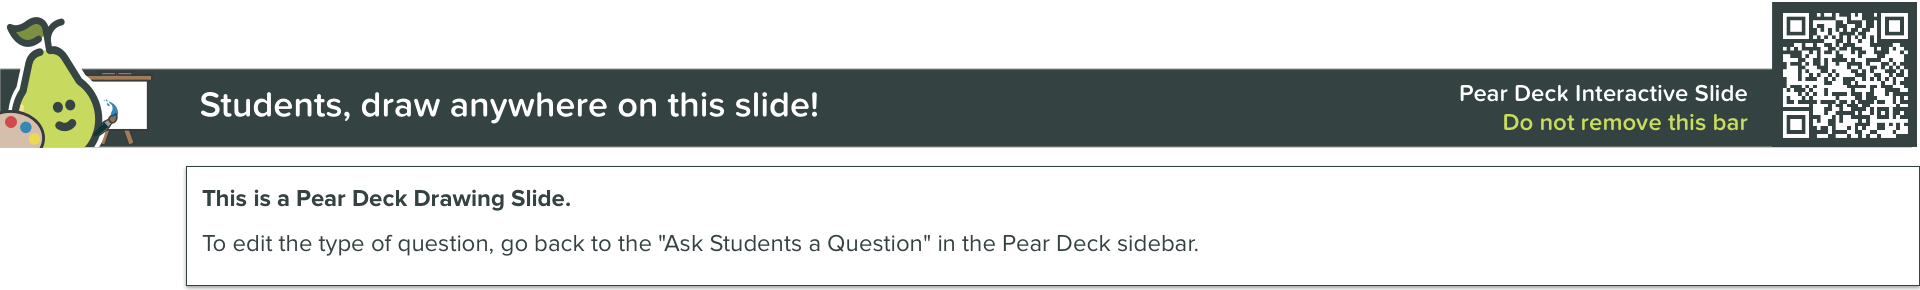 Students, draw anywhere on this slide!
Pear Deck Interactive Slide
Do not remove this bar
This is a Pear Deck Drawing Slide.
To edit the type of question, go back to the "Ask Students a Question" in the Pear Deck sidebar.